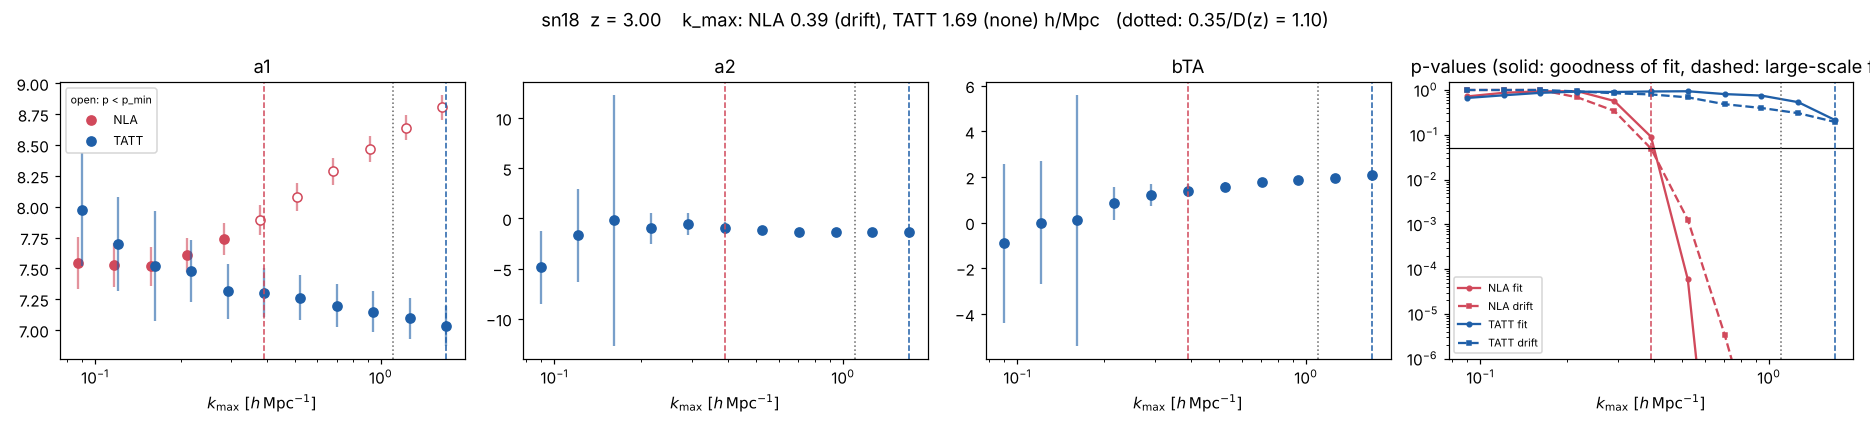 sn18 z = 3.00 k_max: NLA 0.39 (drift), TATT 1.69 (none) h/Mpc (dotted: 0.35/D(z) = 1.10)
a1
9.00
8.75
8.50
8.25
8.00
7.75
7.50
7.25
7.00
open: p < p_min
NLA
TATT
10⁻¹
10⁰
k_max [h Mpc⁻¹]
a2
10
5
0
−5
−10
10⁻¹
10⁰
k_max [h Mpc⁻¹]
bTA
6
4
2
0
−2
−4
10⁻¹
10⁰
k_max [h Mpc⁻¹]
p-values (solid: goodness of fit, dashed: large-scale
10⁰
10⁻¹
10⁻²
10⁻³
10⁻⁴
10⁻⁵
10⁻⁶
NLA fit
NLA drift
TATT fit
TATT drift
10⁻¹
10⁰
k_max [h Mpc⁻¹]